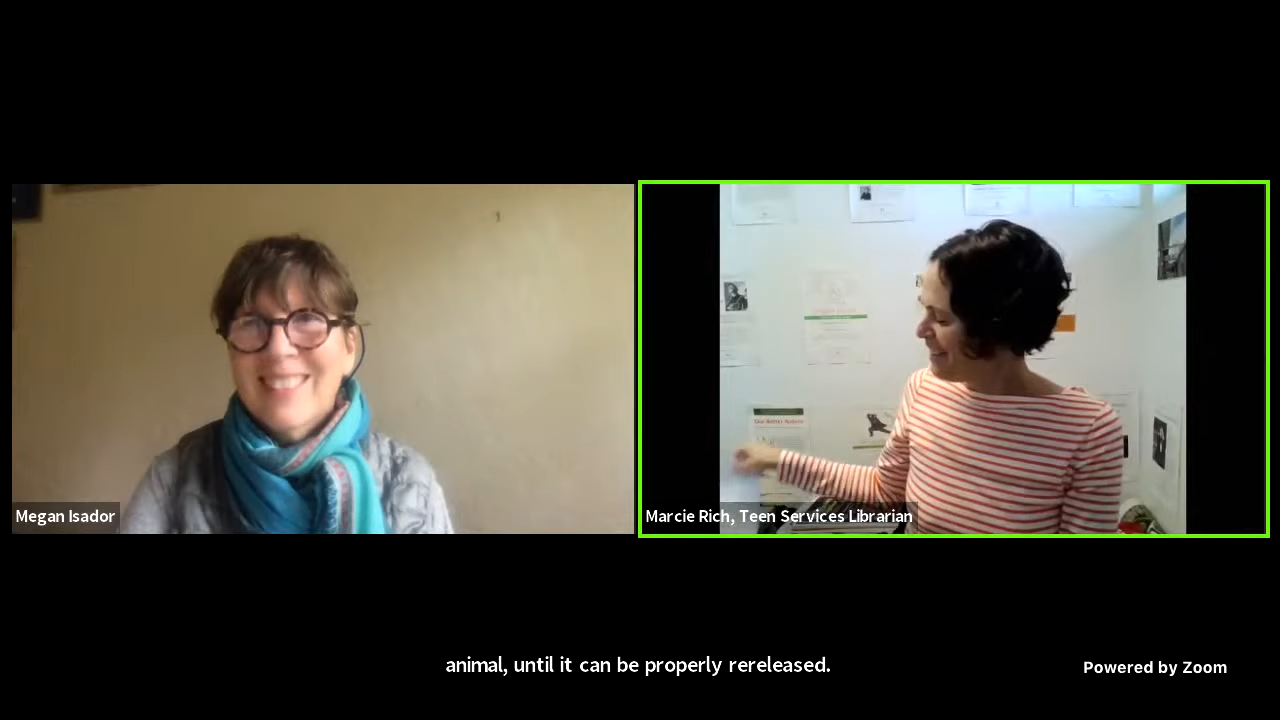 Megan Isador
Marcie Rich, Teen Services Librarian
animal, until it can be properly rereleased.
Powered by Zoom